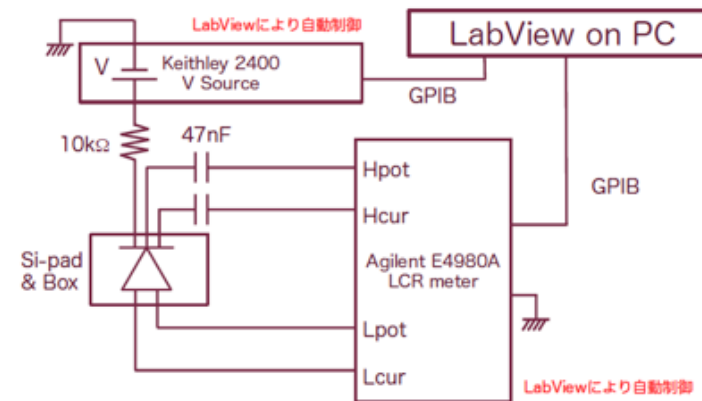 LabViewにより自動制御
LabView on PC
V
Keithley 2400
V Source
GPIB
10kΩ
47nF
Hpot
GPIB
Hcur
Si-pad
& Box
Agilent E4980A
LCR meter
Lpot
Lcur
LabViewにより自動制御